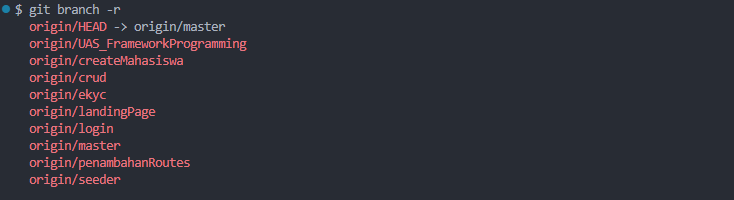 $ git branch -r
origin/HEAD -> origin/master
origin/UAS_FrameworkProgramming
origin/createMahasiswa
origin/crud
origin/ekyc
origin/landingPage
origin/login
origin/master
origin/penambahanRoutes
origin/seeder